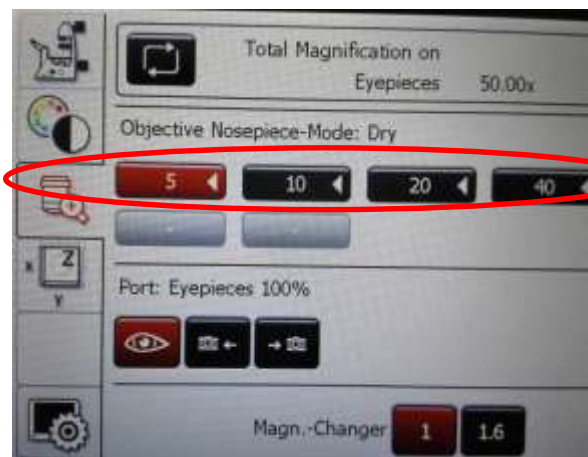 Total Magnification on
Eyepieces 50.00x
Objective Nosepiece-Mode: Dry
5 10 20 40
- -
x Z
y
Port: Eyepieces 100%
Magn.-Changer 1 1.6